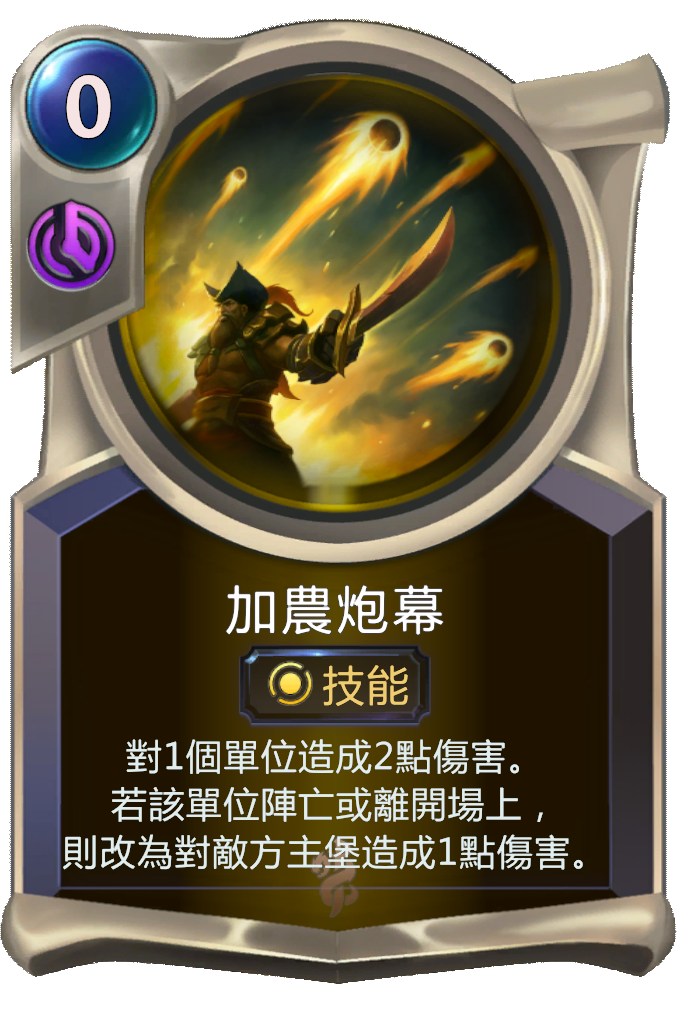 0
加農炮幕
技能
對1個單位造成2點傷害。
若該單位陣亡或離開場上，
則改為對敵方主堡造成1點傷害。